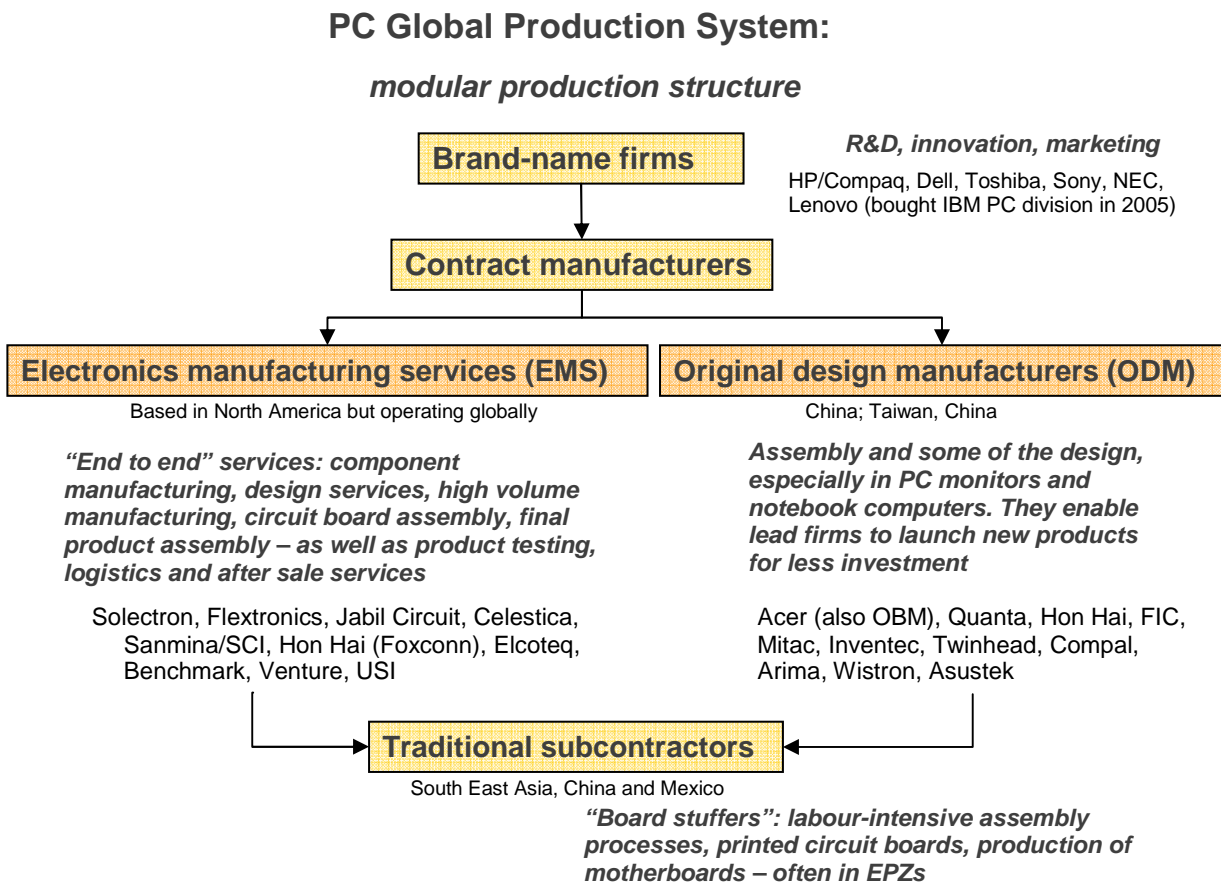 PC Global Production System:
modular production structure
Brand-name firms
R&D, innovation, marketing
HP/Compaq, Dell, Toshiba, Sony, NEC,
Lenovo (bought IBM PC division in 2005)
Contract manufacturers
Electronics manufacturing services (EMS)
Based in North America but operating globally
“End to end” services: component
manufacturing, design services, high volume
manufacturing, circuit board assembly, final
product assembly – as well as product testing,
logistics and after sale services
Solectron, Flextronics, Jabil Circuit, Celestica,
Sanmina/SCI, Hon Hai (Foxconn), Elcoteq,
Benchmark, Venture, USI
Original design manufacturers (ODM)
China; Taiwan, China
Assembly and some of the design,
especially in PC monitors and
notebook computers. They enable
lead firms to launch new products
for less investment
Acer (also OBM), Quanta, Hon Hai, FIC,
Mitac, Inventec, Twinhead, Compal,
Arima, Wistron, Asustek
Traditional subcontractors
South East Asia, China and Mexico
“Board stuffers”: labour-intensive assembly
processes, printed circuit boards, production of
motherboards – often in EPZs